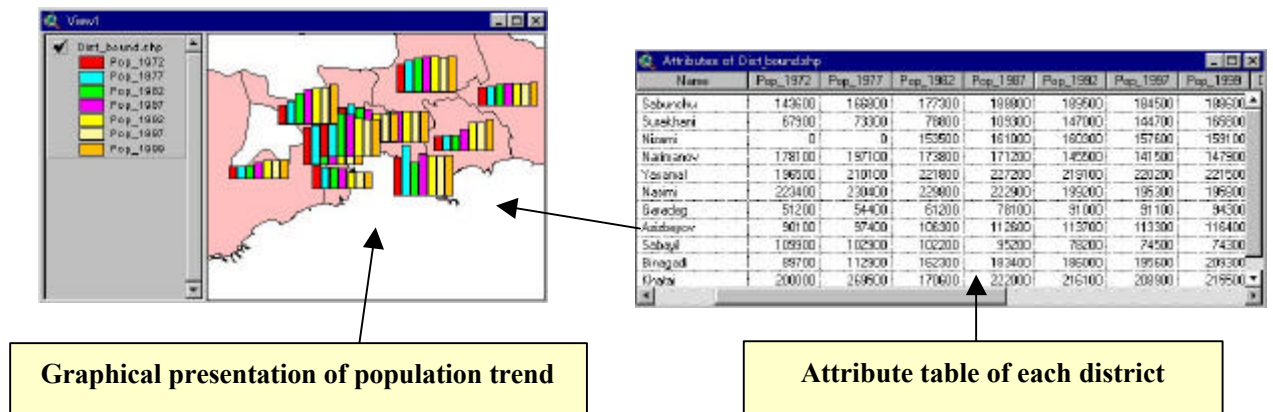 View1
Dist_bound.shp
Pop_1972
Pop_1977
Pop_1982
Pop_1987
Pop_1992
Pop_1997
Pop_1999
Attributes of Dist_bound.shp
Name Pop_1972 Pop_1977 Pop_1982 Pop_1987 Pop_1992 Pop_1997 Pop_1999
Sabunchu 143600 166800 177300 188800 189500 184500 188600
Surakhani 67900 73300 78800 109300 147000 144700
Nizami 0 0 153500 161000 160300 157600 159100
Narimanov 178100 197100 173800 171200 145500 141500 147900
Yasamal 196500 210100 221800 227200 219100 220200 221500
Nasimi 223400 230400 229800 222900 199200 195300
Garadag 51200 54400 61200 78100 91000 91100 94300
Azizbayov 90100 97400 106300 112600 113700 113300 116400
Sabayil 109900 102900 102200 95200 78200 74500 74300
Binagadi 89700 112900 162300 183400 186000 195600 209300
Khatai 200000 269500 170600 222000 216100 208900 219500
Graphical presentation of population trend
Attribute table of each district